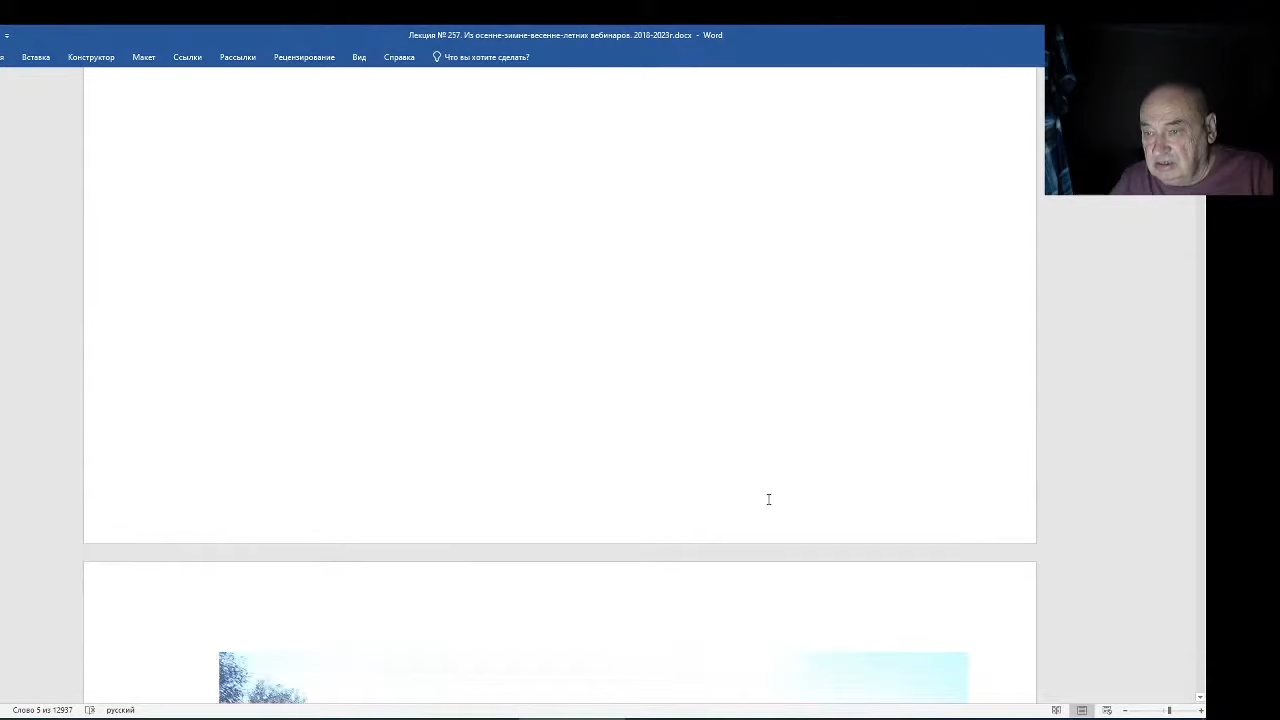 Лекция № 257. Из осенне-зимне-весенне-летних вебинаров. 2018-2023г.docx - Word
я Вставка Конструктор Макет Ссылки Рассылки Рецензирование Вид Справка Что вы хотите сделать?
Слово 5 из 12937 русский